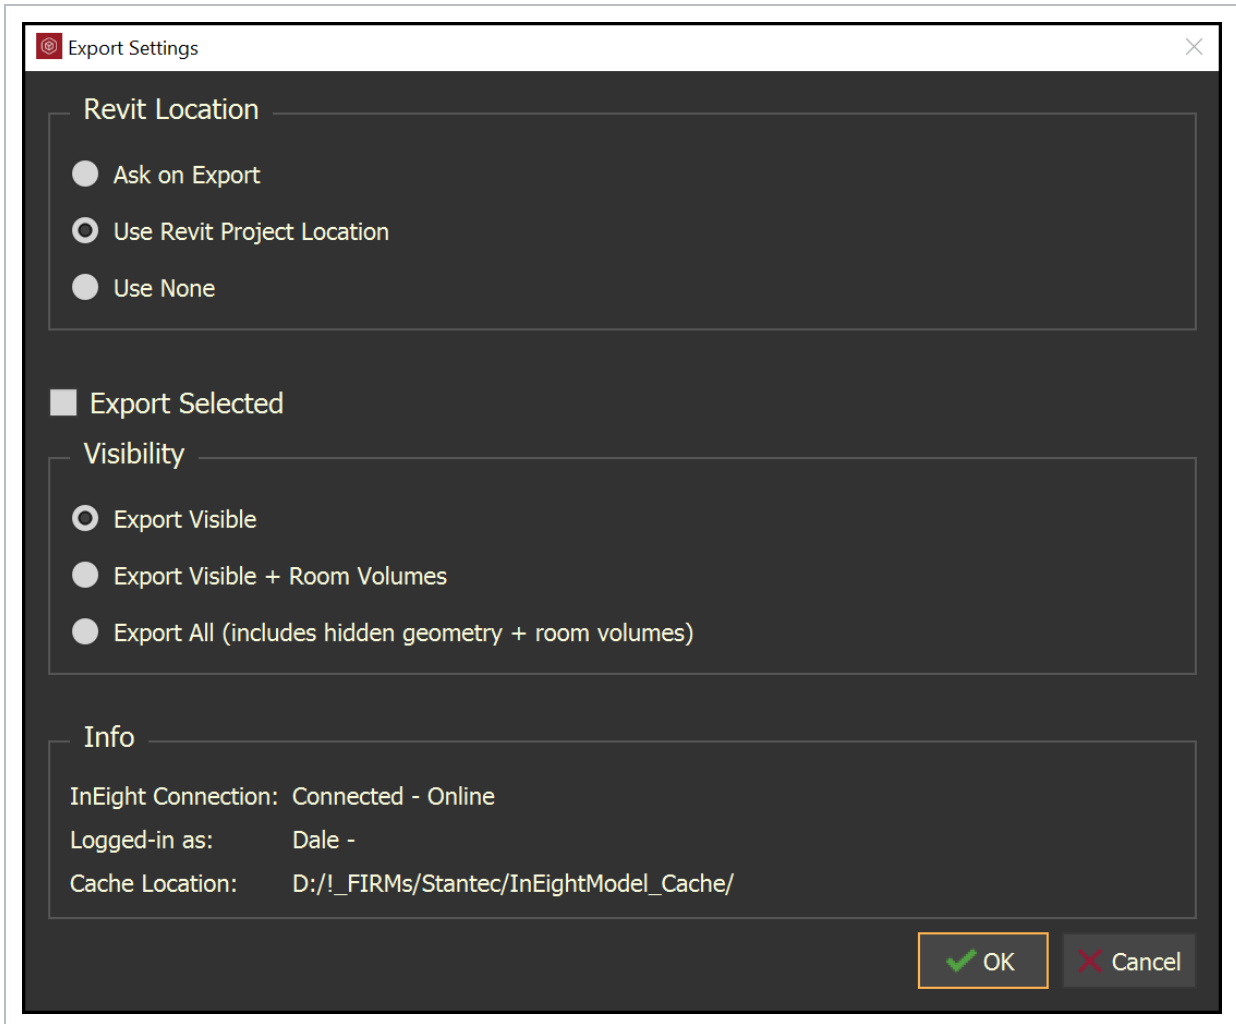 Export Settings
Revit Location
Ask on Export
Use Revit Project Location
Use None
Export Selected
Visibility
Export Visible
Export Visible + Room Volumes
Export All (includes hidden geometry + room volumes)
Info
InEight Connection: Connected - Online
Logged-in as: Dale -
Cache Location: D:/!_FIRMs/Stantec/InEightModel_Cache/
OK Cancel